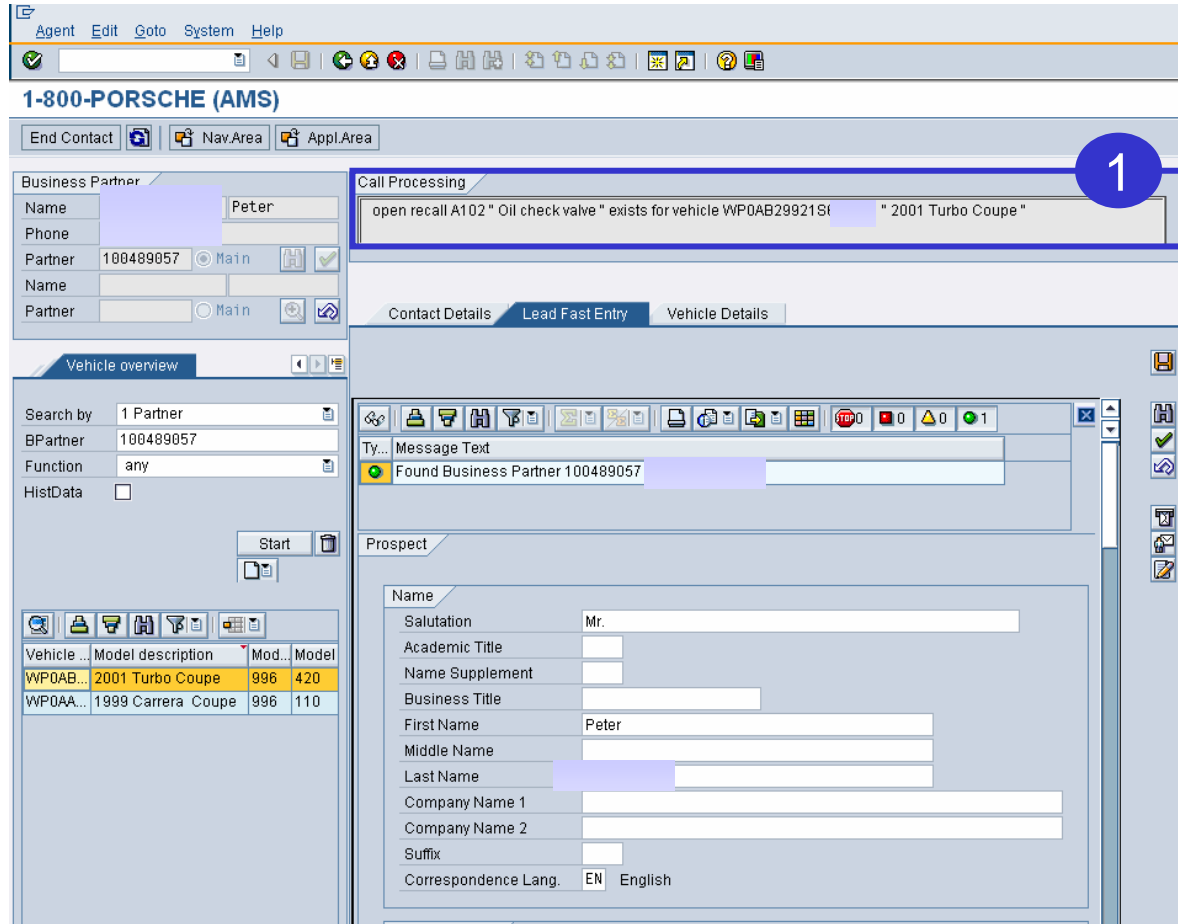 Agent Edit Goto System Help
1-800-PORSCHE (AMS)
End Contact Nav.Area Appl.Area
1
Business Partner
Name Peter
Phone
Partner 100489057 Main
Name
Partner Main
Call Processing
open recall A102 " Oil check valve " exists for vehicle WP0AB29921S " 2001 Turbo Coupe "
Contact Details Lead Fast Entry Vehicle Details
Vehicle overview
Search by 1 Partner
BPartner 100489057
Function any
HistData
Start
Vehicle ... Model description Mod... Model
WP0AB... 2001 Turbo Coupe 996 420
WP0AA... 1999 Carrera Coupe 996 110
STOP 0 0 0 1
Ty... Message Text
Found Business Partner 100489057
Prospect
Name
Salutation Mr.
Academic Title
Name Supplement
Business Title
First Name Peter
Middle Name
Last Name
Company Name 1
Company Name 2
Suffix
Correspondence Lang. EN English